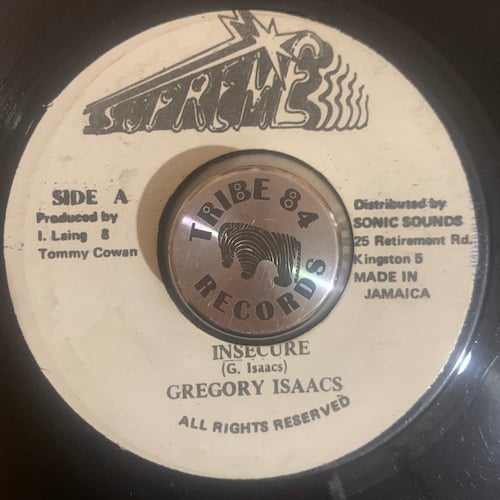 SUPREME
SIDE A
Produced by
I. Laing 8
Tommy Cowan
Distributed by
SONIC SOUNDS
25 Retirement Rd.
Kingston 5
MADE IN
JAMAICA
TRIBE 84
RECORDS
INSECURE
(G. Isaacs)
GREGORY ISAACS
ALL RIGHTS RESERVED